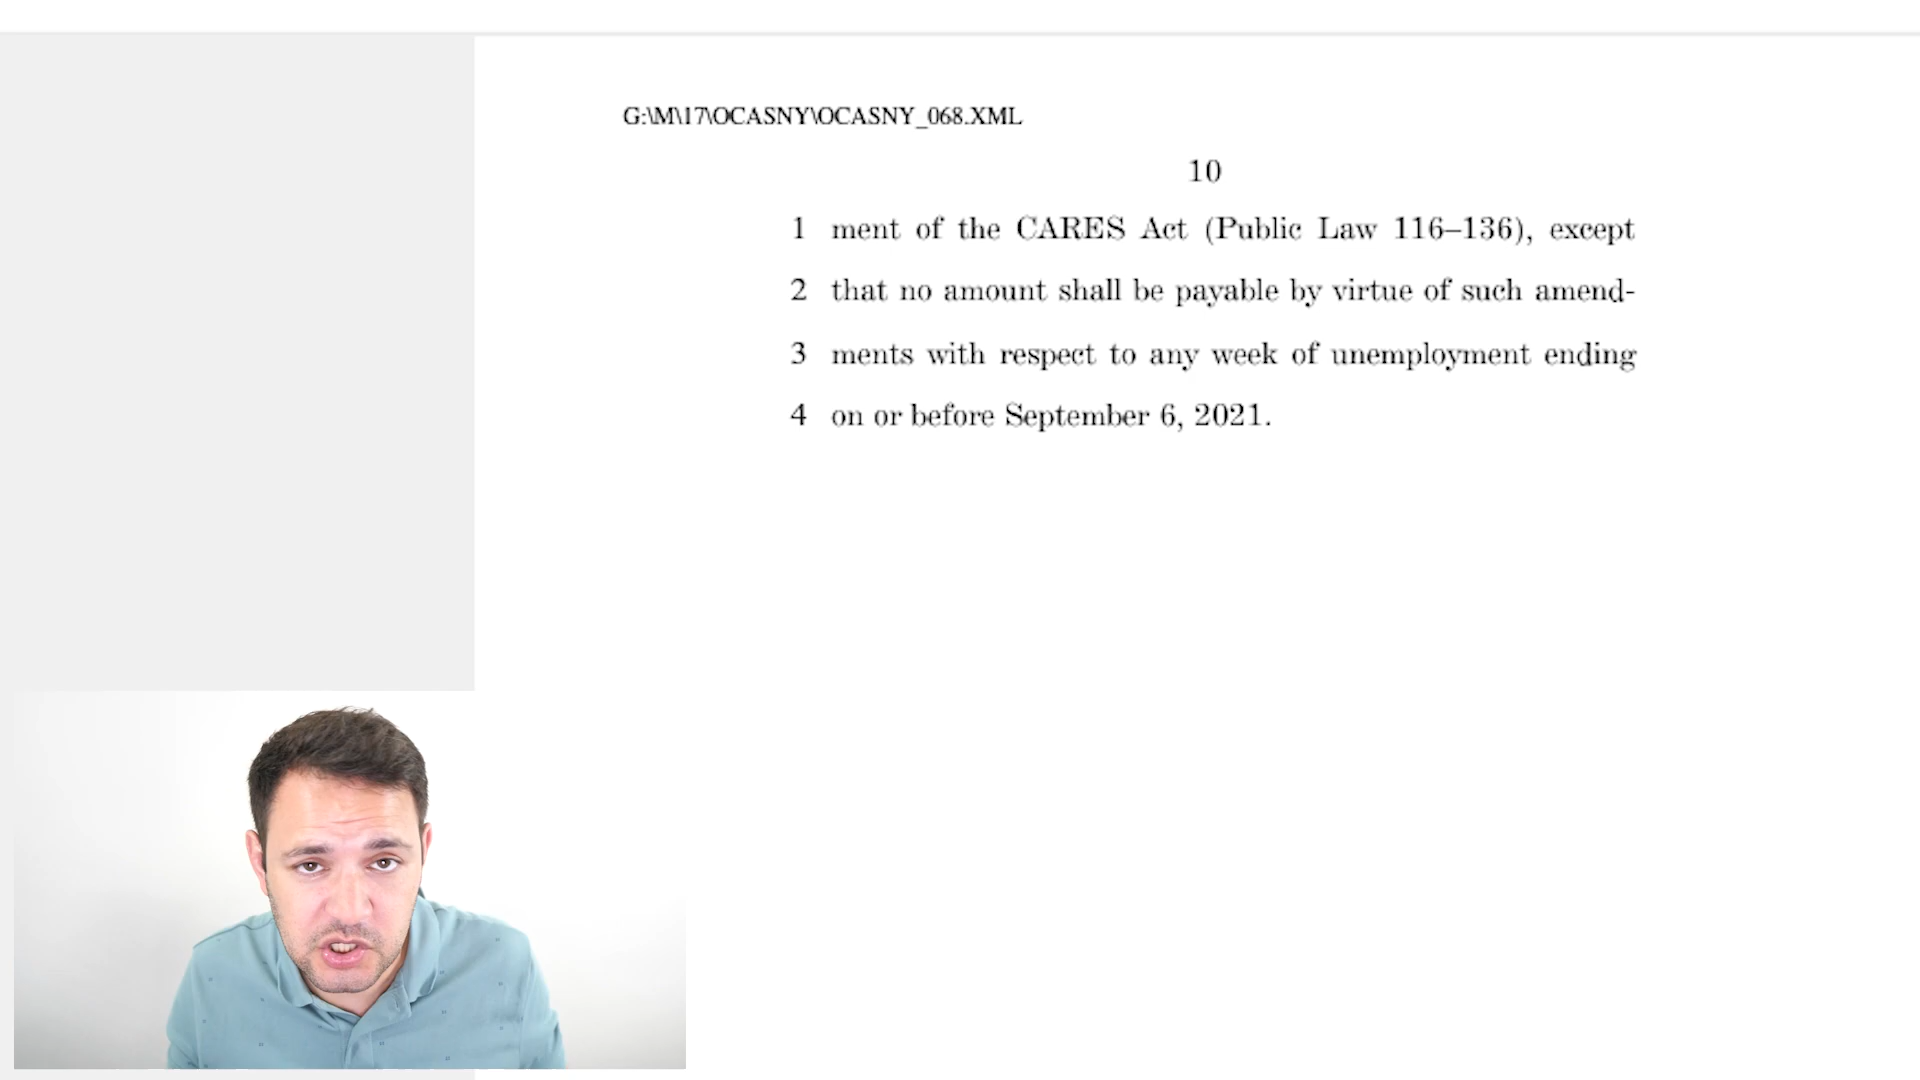 G:\M\17\OCASNY\OCASNY_068.XML
10
1 ment of the CARES Act (Public Law 116–136), except
2 that no amount shall be payable by virtue of such amend-
3 ments with respect to any week of unemployment ending
4 on or before September 6, 2021.